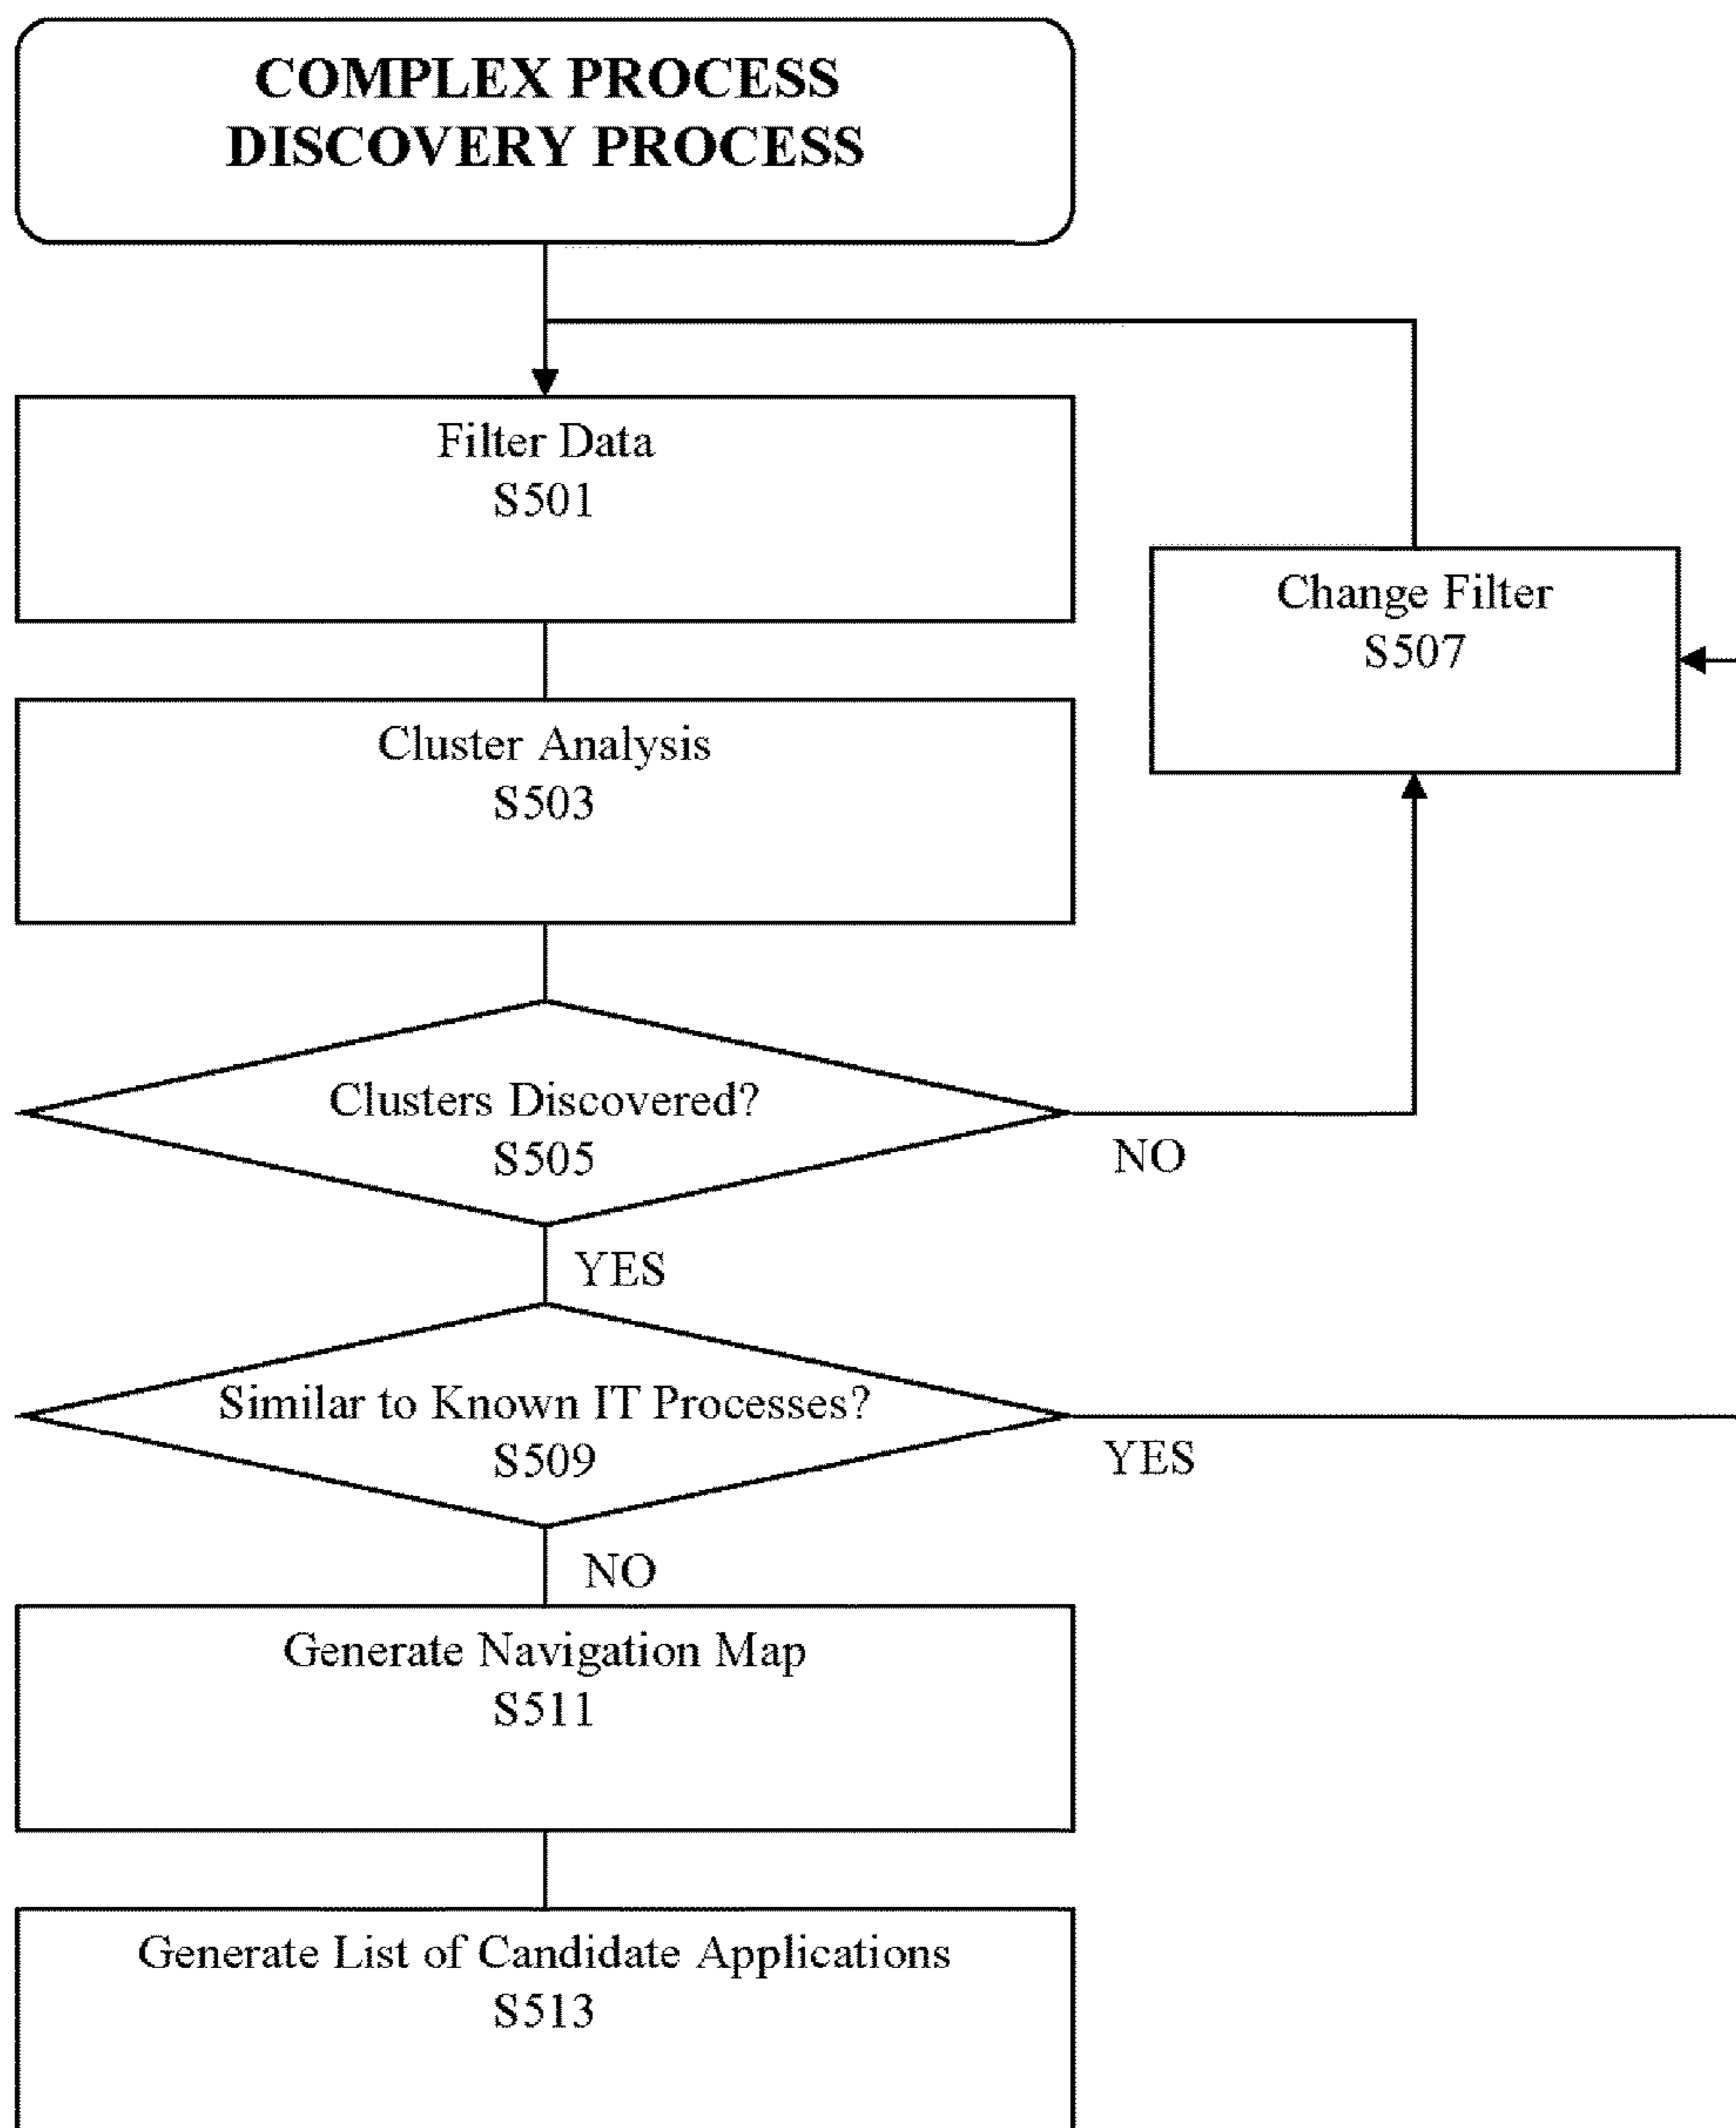 COMPLEX PROCESS
DISCOVERY PROCESS
Filter Data
S501
Change Filter
S507
Cluster Analysis
S503
Clusters Discovered?
S505
NO
YES
Similar to Known IT Processes?
S509
YES
NO
Generate Navigation Map
S511
Generate List of Candidate Applications
S513